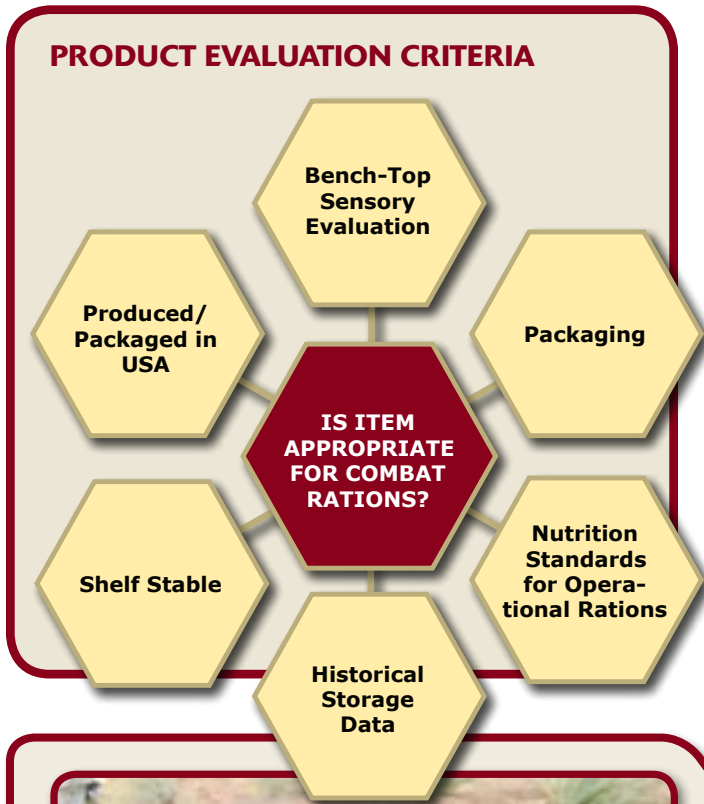 PRODUCT EVALUATION CRITERIA
Bench-Top
Sensory
Evaluation
Produced/
Packaged in
USA
Packaging
IS ITEM
APPROPRIATE
FOR COMBAT
RATIONS?
Shelf Stable
Nutrition
Standards
for Opera-
tional Rations
Historical
Storage
Data